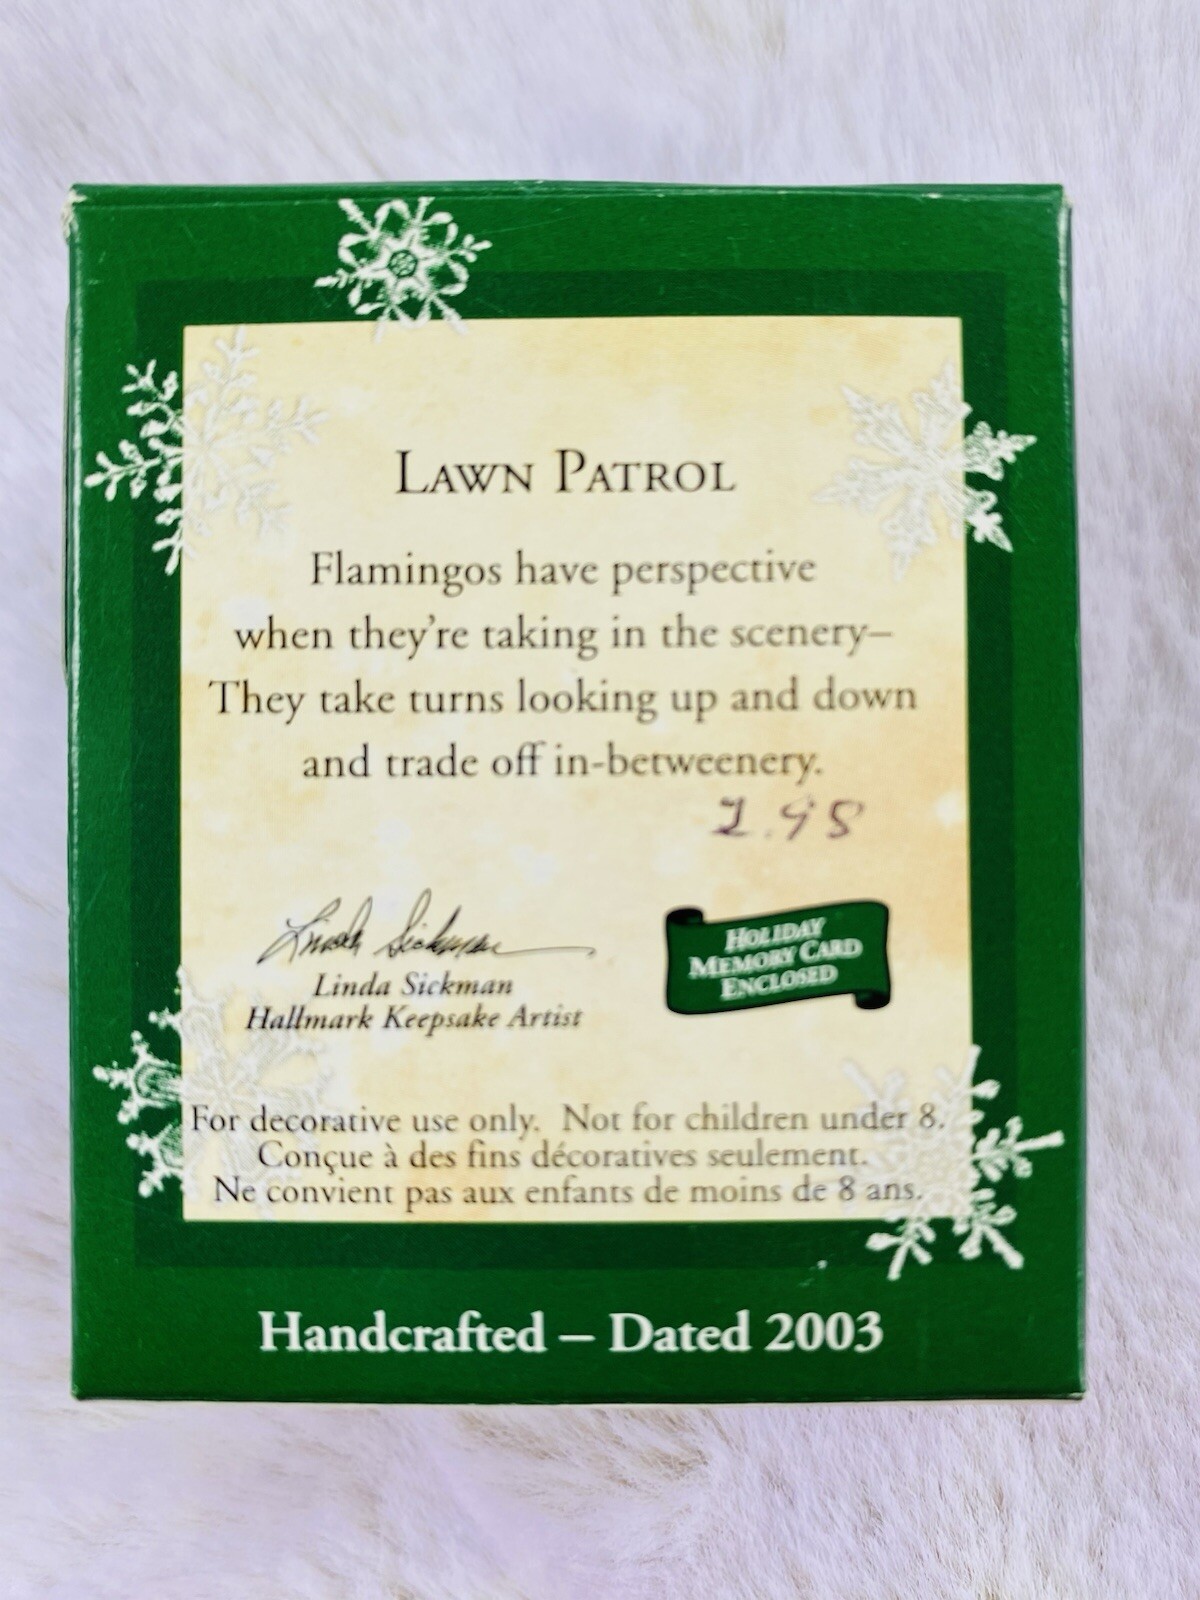 LAWN PATROL
Flamingos have perspective
when they're taking in the scenery–
They take turns looking up and down
and trade off in-betweenery.
Linda Sickman
Linda Sickman
Hallmark Keepsake Artist
HOLIDAY
MEMORY CARD
ENCLOSED
For decorative use only. Not for children under 8.
Conçue à des fins décoratives seulement.
Ne convient pas aux enfants de moins de 8 ans.
Handcrafted – Dated 2003